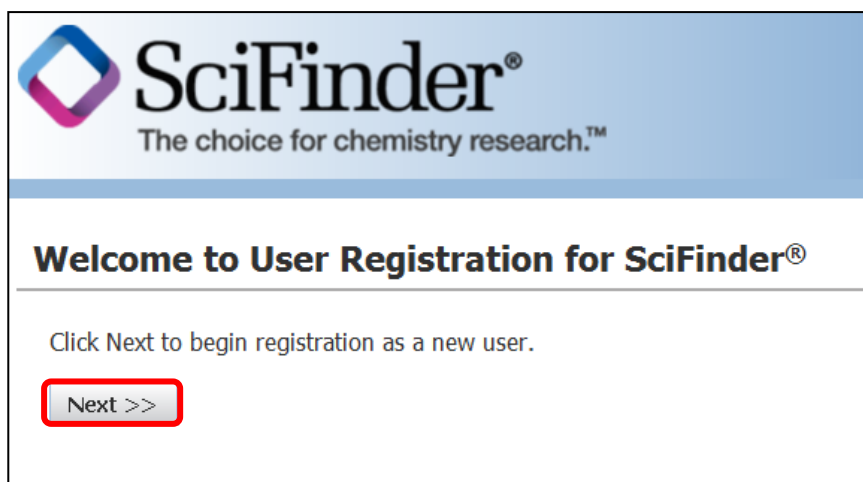 SciFinder®
The choice for chemistry research.™
Welcome to User Registration for SciFinder®
Click Next to begin registration as a new user.
Next >>